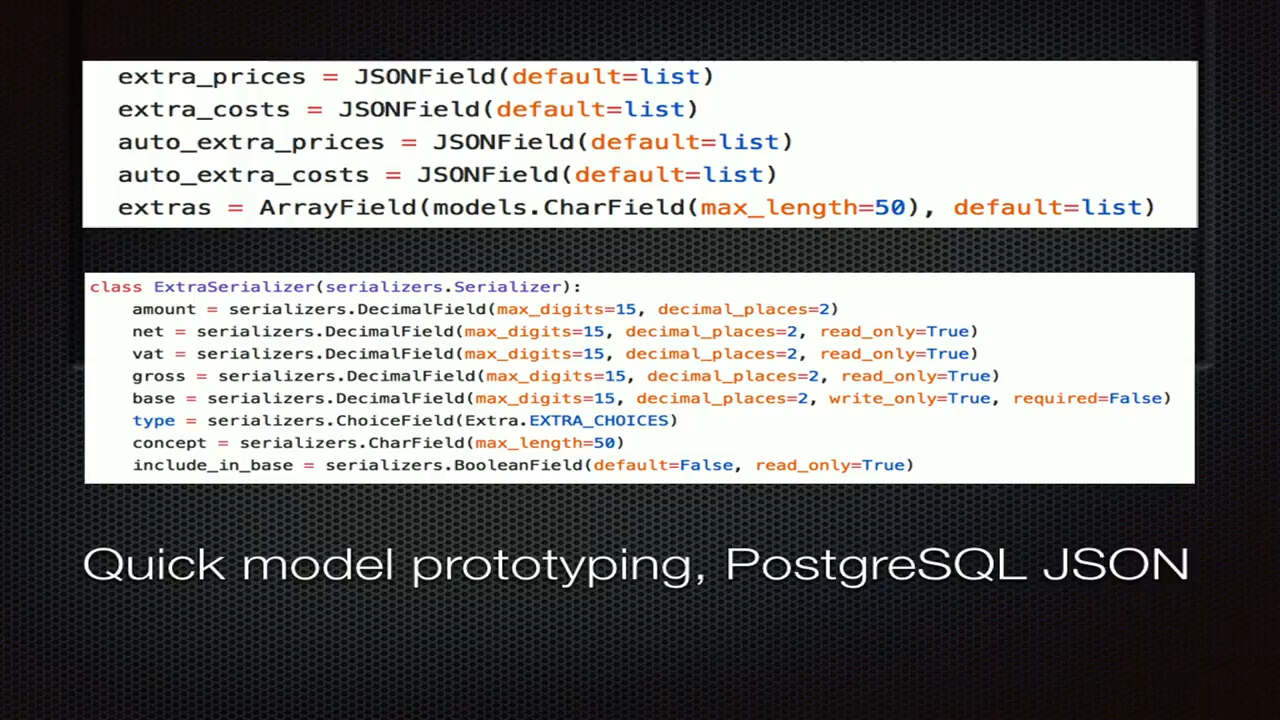 extra_prices = JSONField(default=list)
extra_costs = JSONField(default=list)
auto_extra_prices = JSONField(default=list)
auto_extra_costs = JSONField(default=list)
extras = ArrayField(models.CharField(max_length=50), default=list)
class ExtraSerializer(serializers.Serializer):
    amount = serializers.DecimalField(max_digits=15, decimal_places=2)
    net = serializers.DecimalField(max_digits=15, decimal_places=2, read_only=True)
    vat = serializers.DecimalField(max_digits=15, decimal_places=2, read_only=True)
    gross = serializers.DecimalField(max_digits=15, decimal_places=2, read_only=True)
    base = serializers.DecimalField(max_digits=15, decimal_places=2, write_only=True, required=False)
    type = serializers.ChoiceField(Extra.EXTRA_CHOICES)
    concept = serializers.CharField(max_length=50)
    include_in_base = serializers.BooleanField(default=False, read_only=True)
Quick model prototyping, PostgreSQL JSON